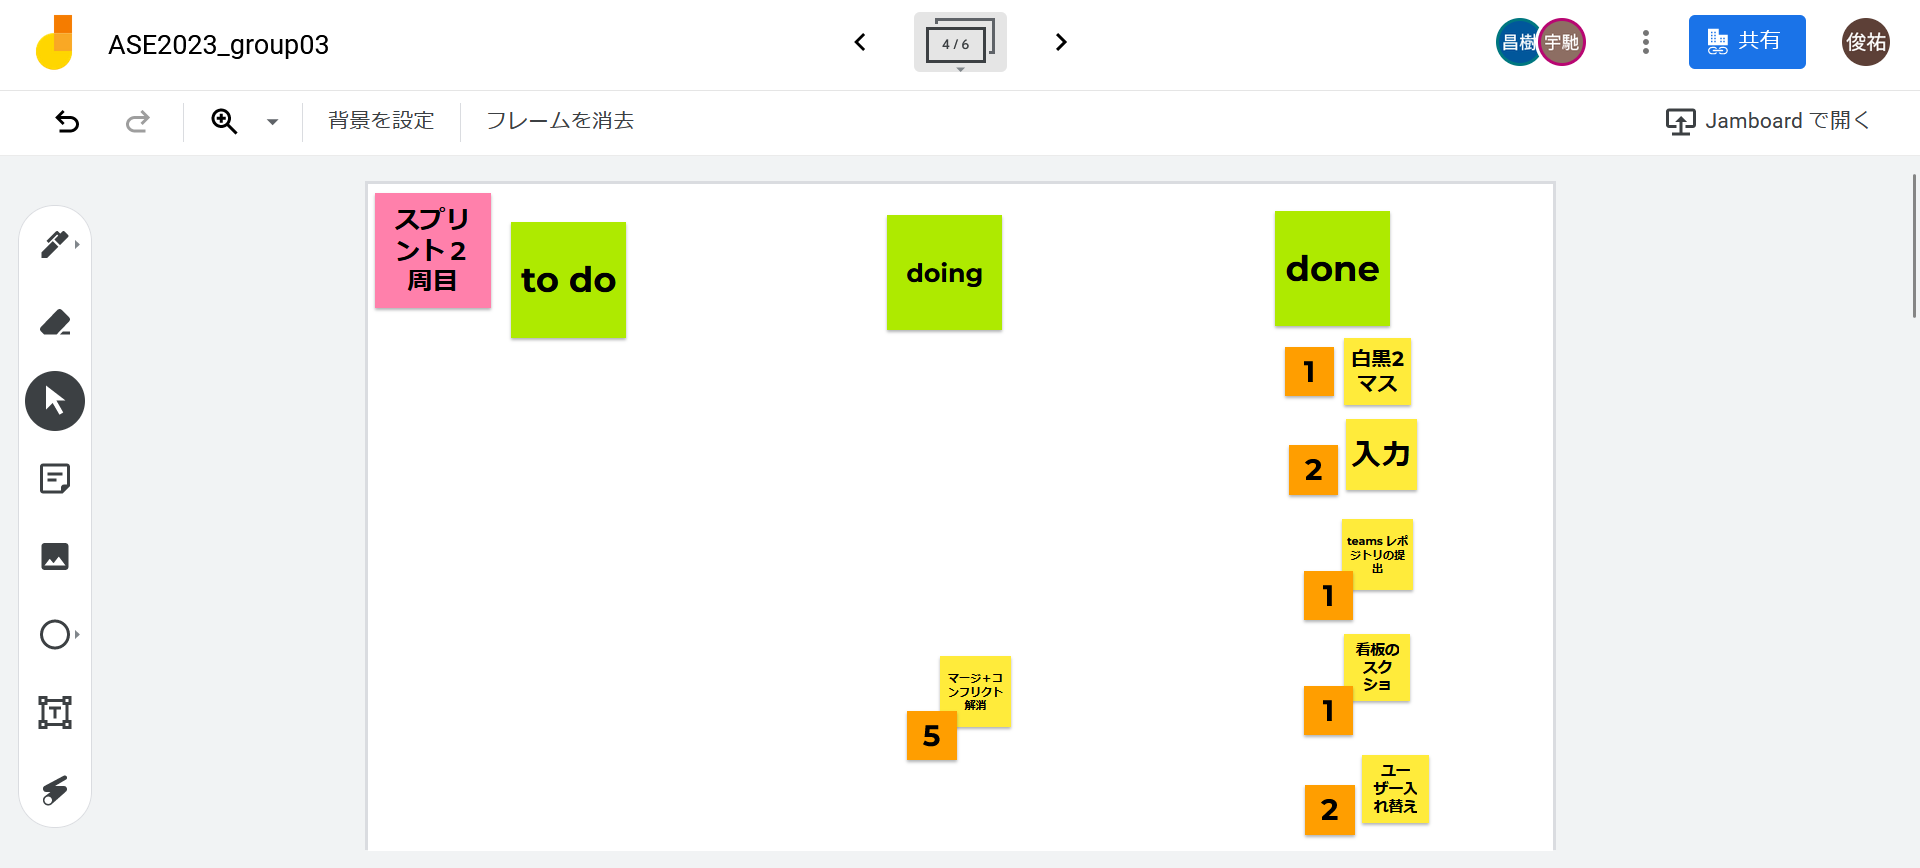 ASE2023_group03
4 / 6
昌樹
宇馳
共有
俊祐
背景を設定
フレームを消去
Jamboard で開く
スプリ
ント2
周目
to do
doing
done
1
白黒2
マス
2
入力
teams レポ
ジトリの提
出
1
看板の
スク
ショ
1
マージ+コ
ンフリクト
解消
5
ユー
ザー入
れ替え
2
T